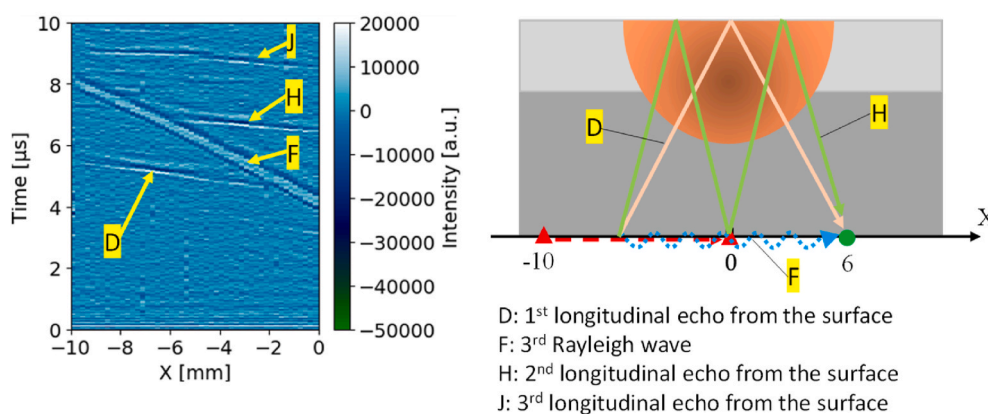 10
8
6
4
2
0
Time [μs]
-10
-8
-6
-4
-2
0
X [mm]
J
H
F
D
20000
10000
0
−10000
−20000
−30000
−40000
−50000
Intensity [a.u.]
D
H
X
-10
0
6
F
D: 1st longitudinal echo from the surface
F: 3rd Rayleigh wave
H: 2nd longitudinal echo from the surface
J: 3rd longitudinal echo from the surface